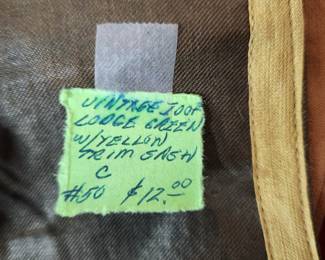 VINTAGE IOOF
LODGE GREEN
W/YELLOW
TRIM SASH
C
#50 $12.00